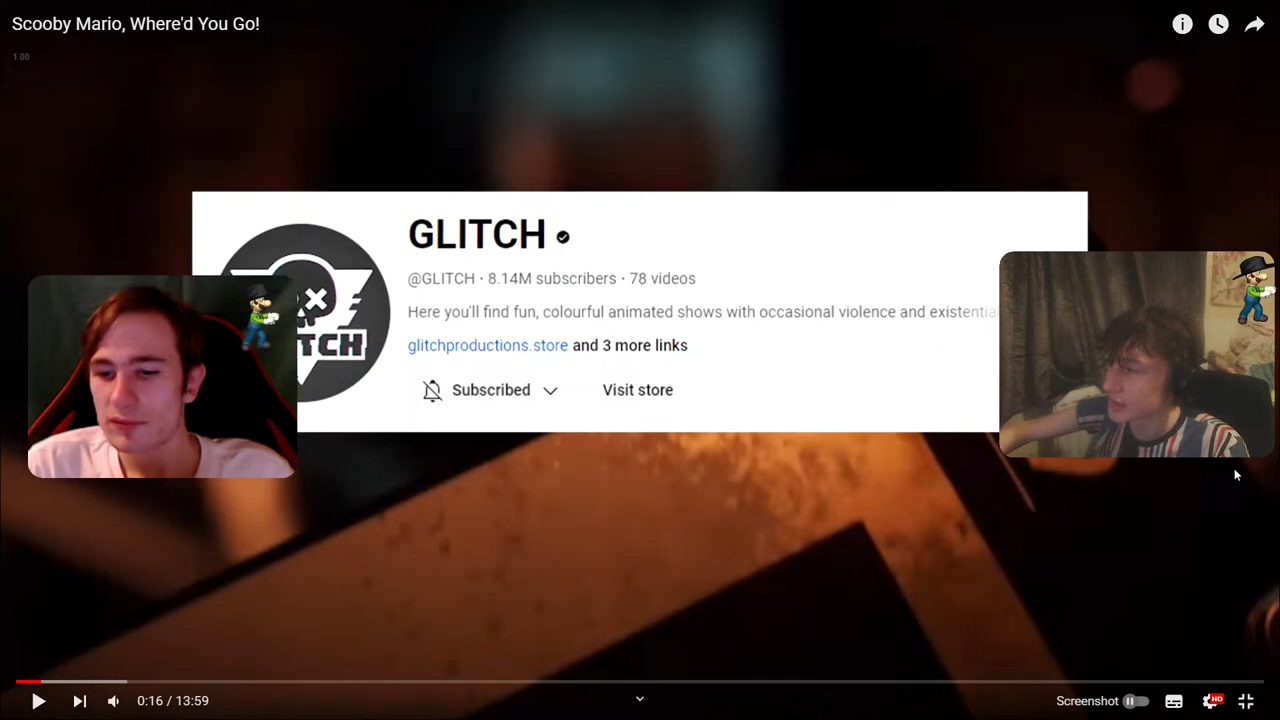 Scooby Mario, Where'd You Go!
1.00
GLITCH
@GLITCH · 8.14M subscribers · 78 videos
Here you'll find fun, colourful animated shows with occasional violence and existentia
glitchproductions.store and 3 more links
Subscribed
Visit store
TCH
0:16 / 13:59
Screenshot
HD